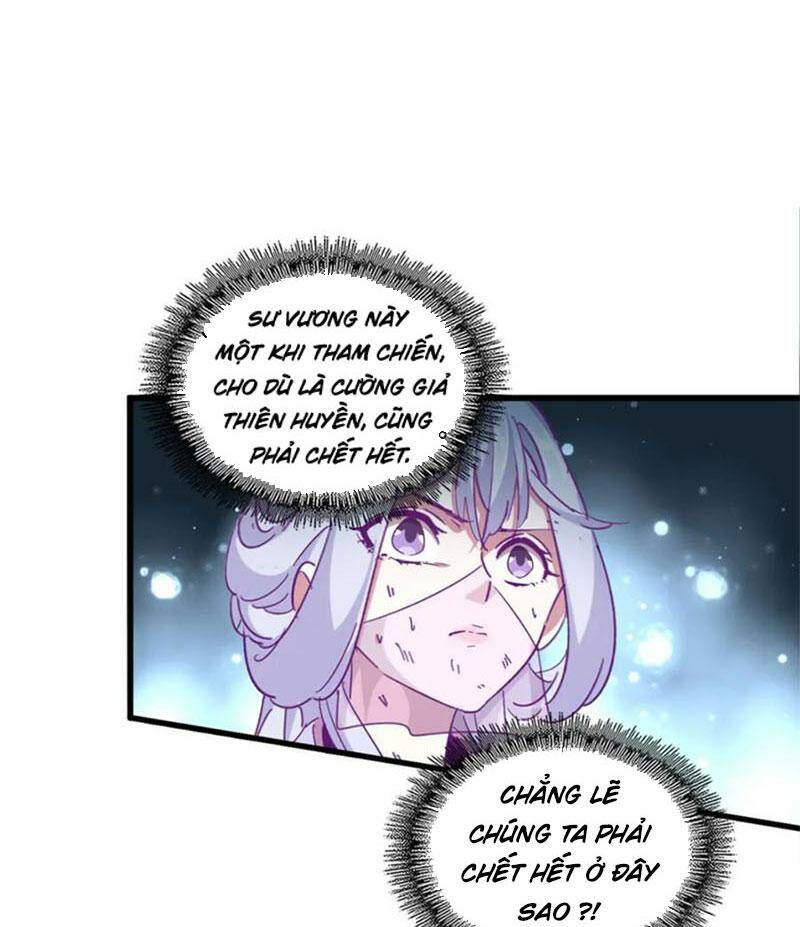 SƯ VƯƠNG NÀY
MỘT KHI THAM CHIẾN,
CHO DÙ LÀ CƯỜNG GIẢ
THIÊN HUYỀN, CŨNG
PHẢI CHẾT HẾT.
CHẲNG LẼ
CHÚNG TA PHẢI
CHẾT HẾT Ở ĐÂY
SAO ?!